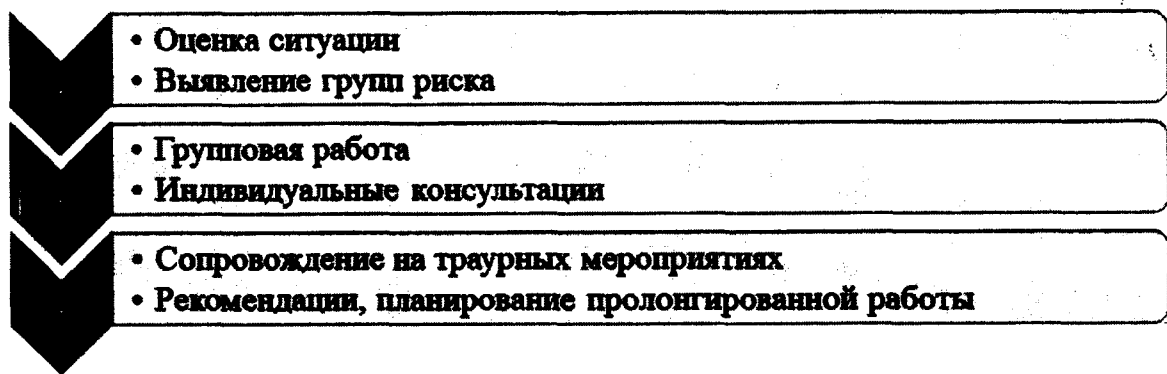 • Оценка ситуации
• Выявление групп риска
• Групповая работа
• Индивидуальные консультации
• Сопровождение на траурных мероприятиях
• Рекомендации, планирование пролонгированной работы